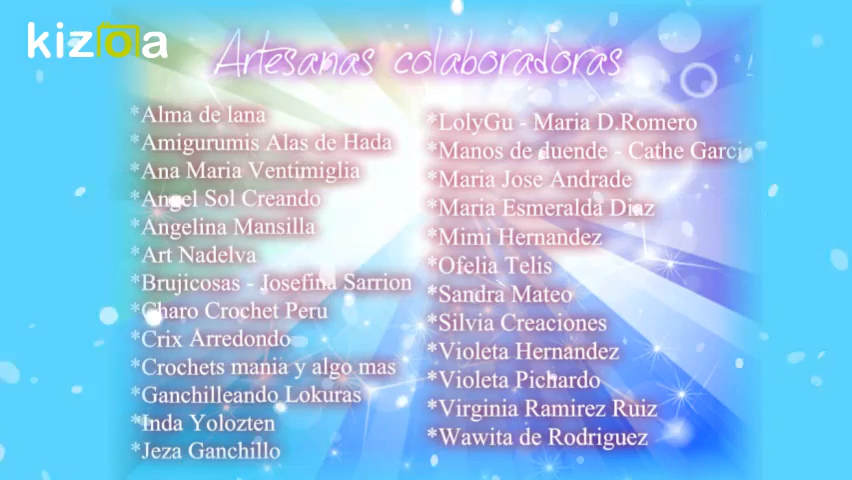 kizoa
Artesanas colaboradoras
*Alma de lana
*Amigurumis Alas de Hada
*Ana Maria Ventimiglia
*Angel Sol Creando
*Angelina Mansilla
*Art Nadelva
*Brujicosas - Josefina Sarrion
*Charo Crochet Peru
*Crix Arredondo
*Crochets mania y algo mas
*Ganchilleando Lokuras
*Inda Yolozten
*Jeza Ganchillo
*LolyGu - Maria D.Romero
*Manos de duende - Cathe Garci
*Maria Jose Andrade
*Maria Esmeralda Diaz
*Mimi Hernandez
*Ofelia Telis
*Sandra Mateo
*Silvia Creaciones
*Violeta Hernandez
*Violeta Pichardo
*Virginia Ramirez Ruiz
*Wawita de Rodriguez